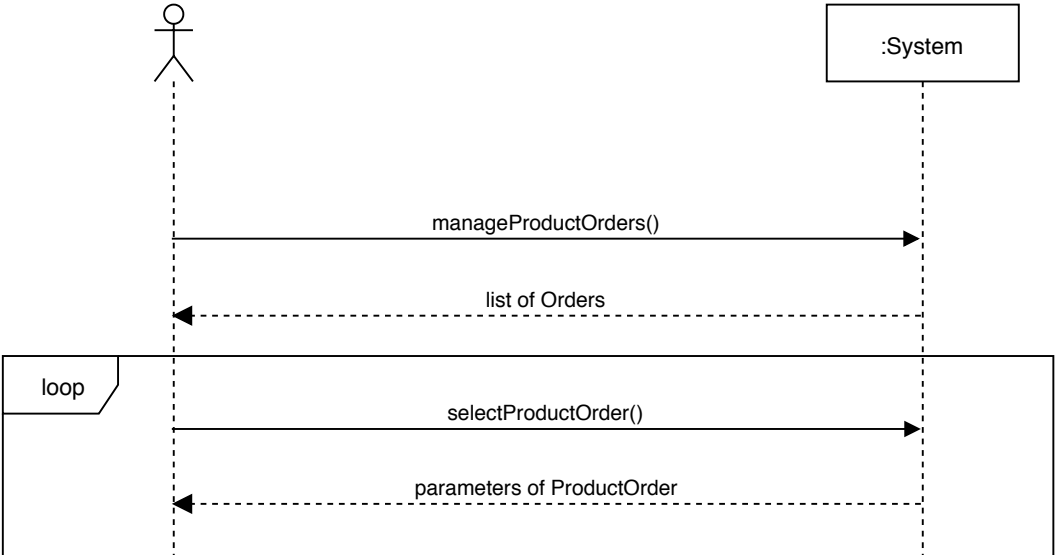 :System
manageProductOrders()
list of Orders
loop
selectProductOrder()
parameters of ProductOrder